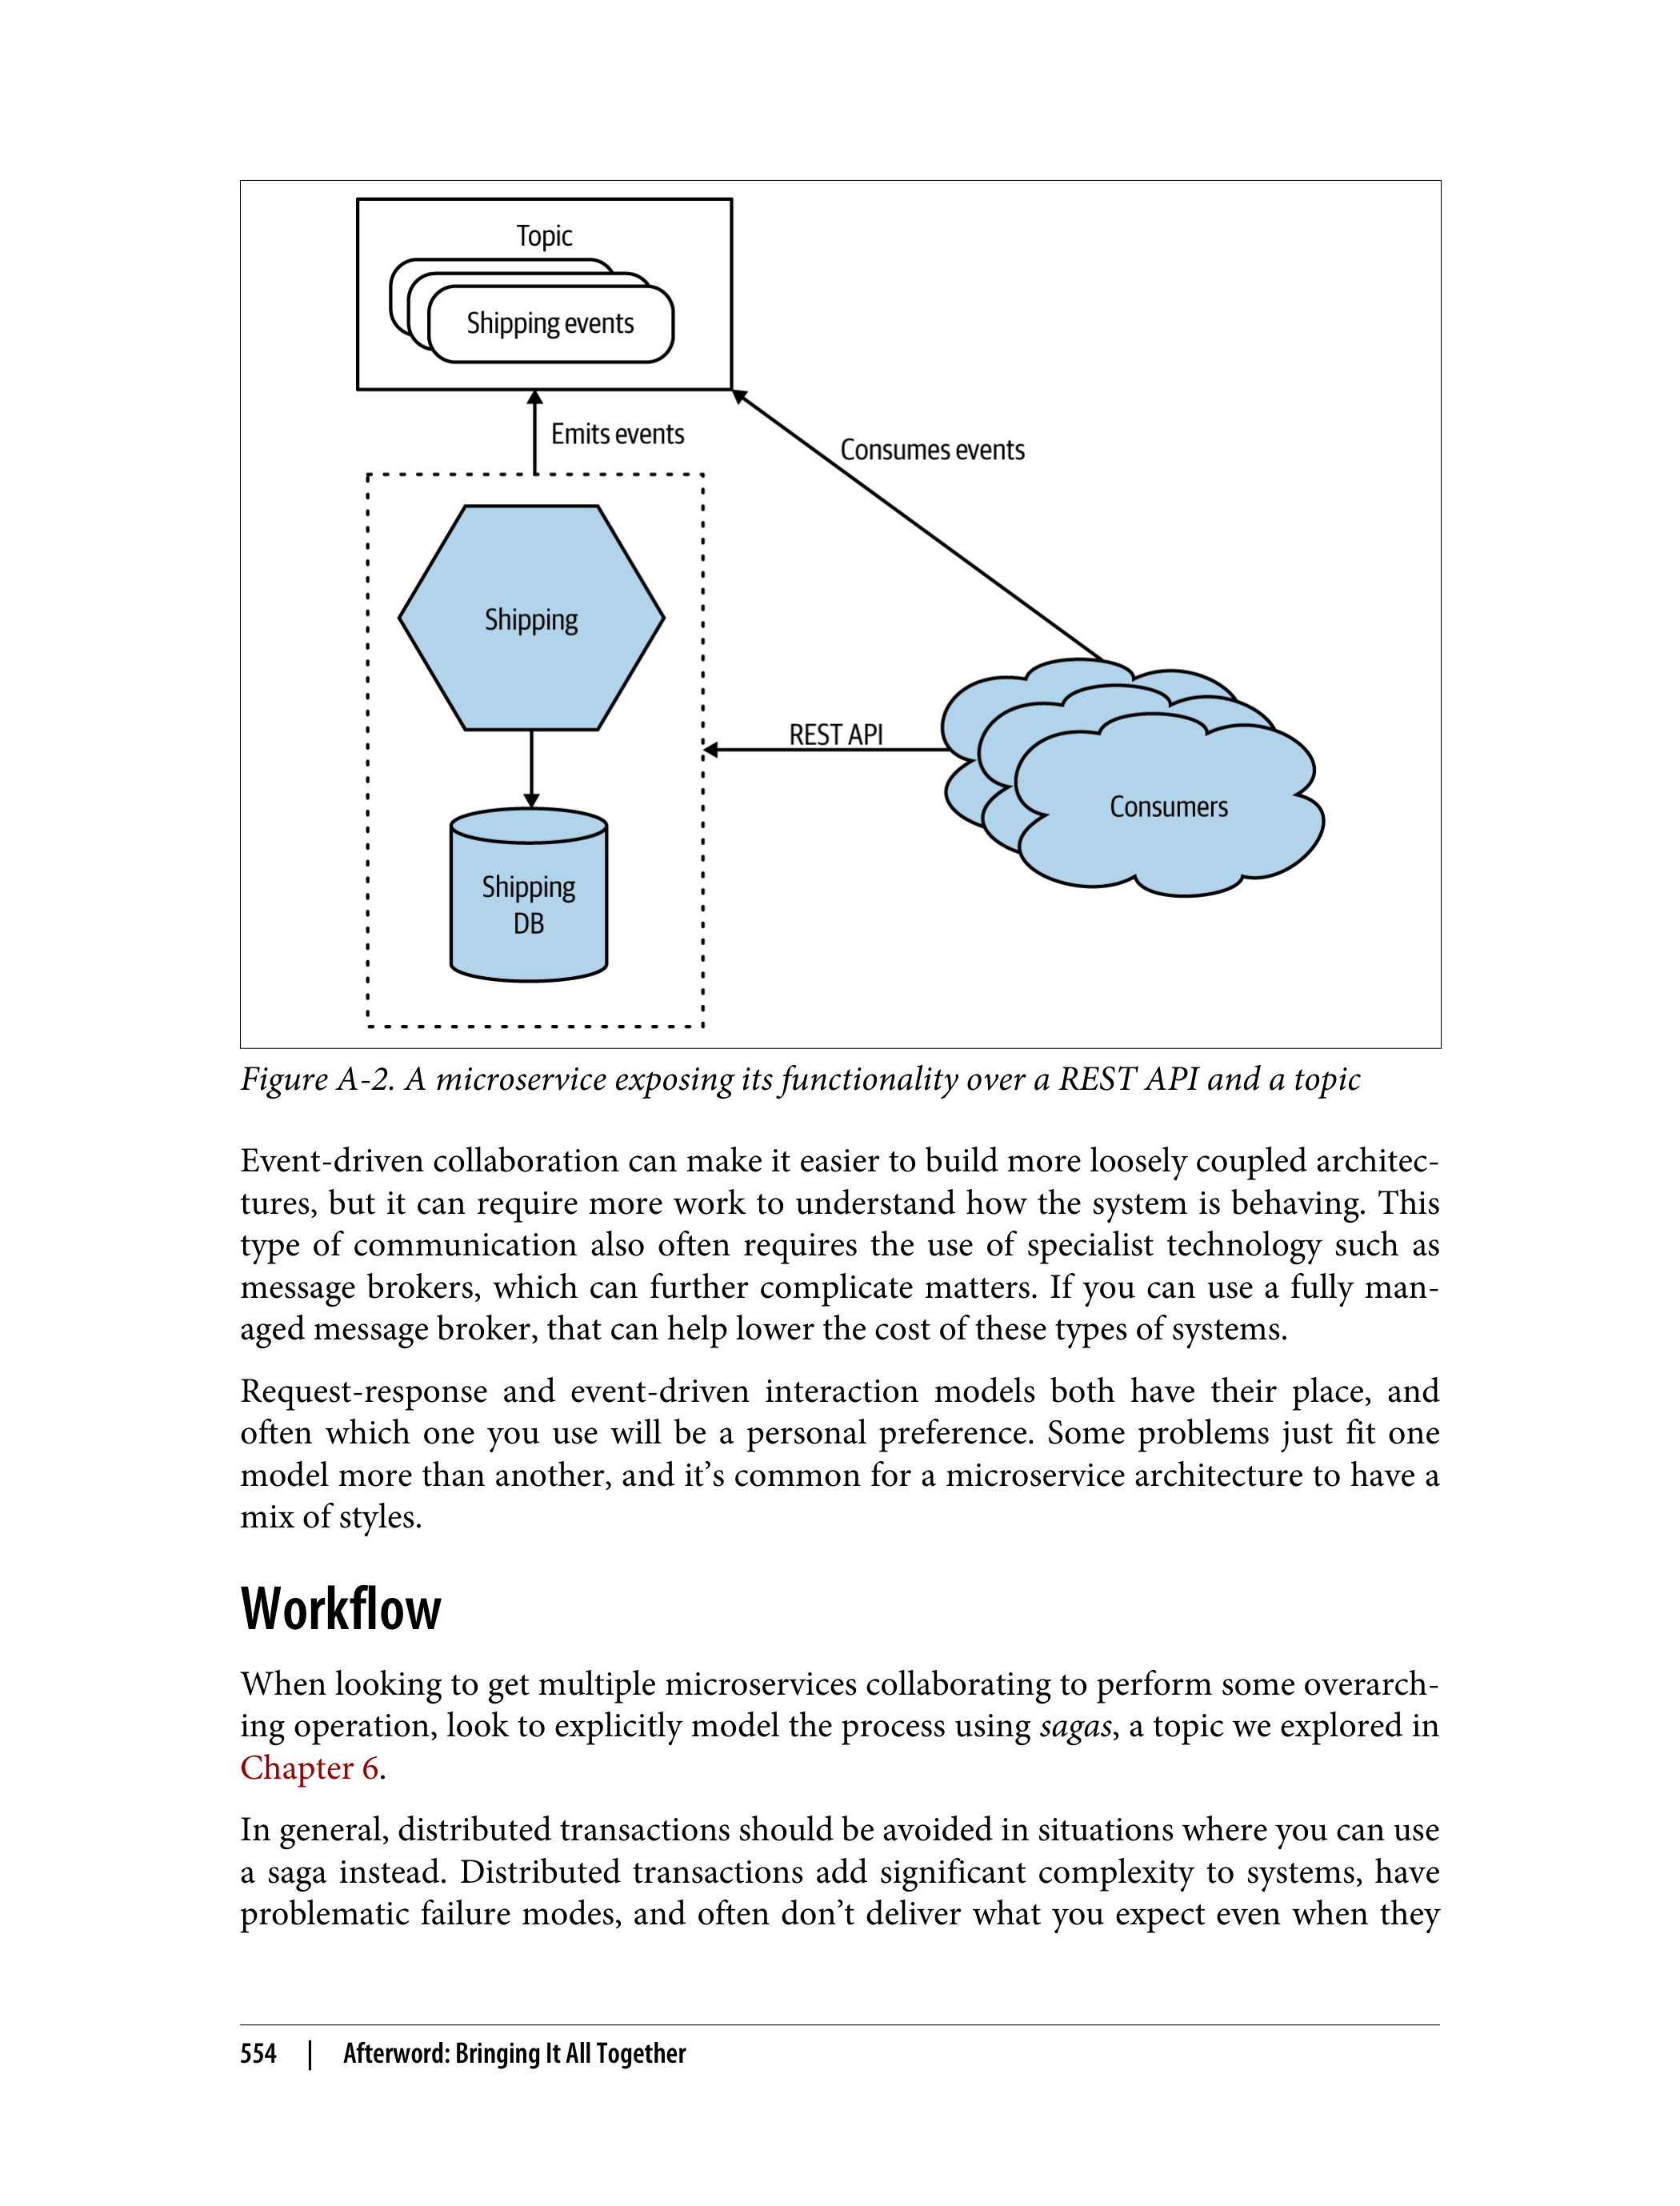 Topic
Shipping events
Emits events
Consumes events
Shipping
REST API
Consumers
Shipping
DB
Figure A-2. A microservice exposing its functionality over a REST API and a topic
Event-driven collaboration can make it easier to build more loosely coupled architec-
tures, but it can require more work to understand how the system is behaving. This
type of communication also often requires the use of specialist technology such as
message brokers, which can further complicate matters. If you can use a fully man-
aged message broker, that can help lower the cost of these types of systems.
Request-response and event-driven interaction models both have their place, and
often which one you use will be a personal preference. Some problems just fit one
model more than another, and it’s common for a microservice architecture to have a
mix of styles.
Workflow
When looking to get multiple microservices collaborating to perform some overarch-
ing operation, look to explicitly model the process using sagas, a topic we explored in
Chapter 6.
In general, distributed transactions should be avoided in situations where you can use
a saga instead. Distributed transactions add significant complexity to systems, have
problematic failure modes, and often don’t deliver what you expect even when they
554 | Afterword: Bringing It All Together